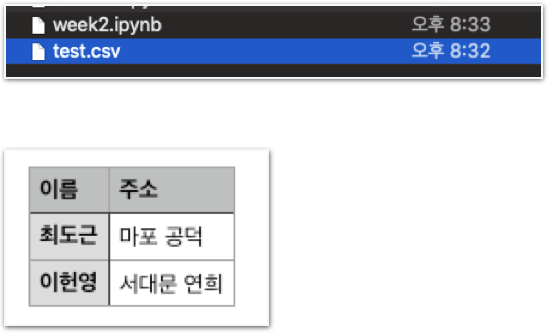 week2.ipynb 오후 8:33
test.csv 오후 8:32
이름 주소
최도근 마포 공덕
이헌영 서대문 연희